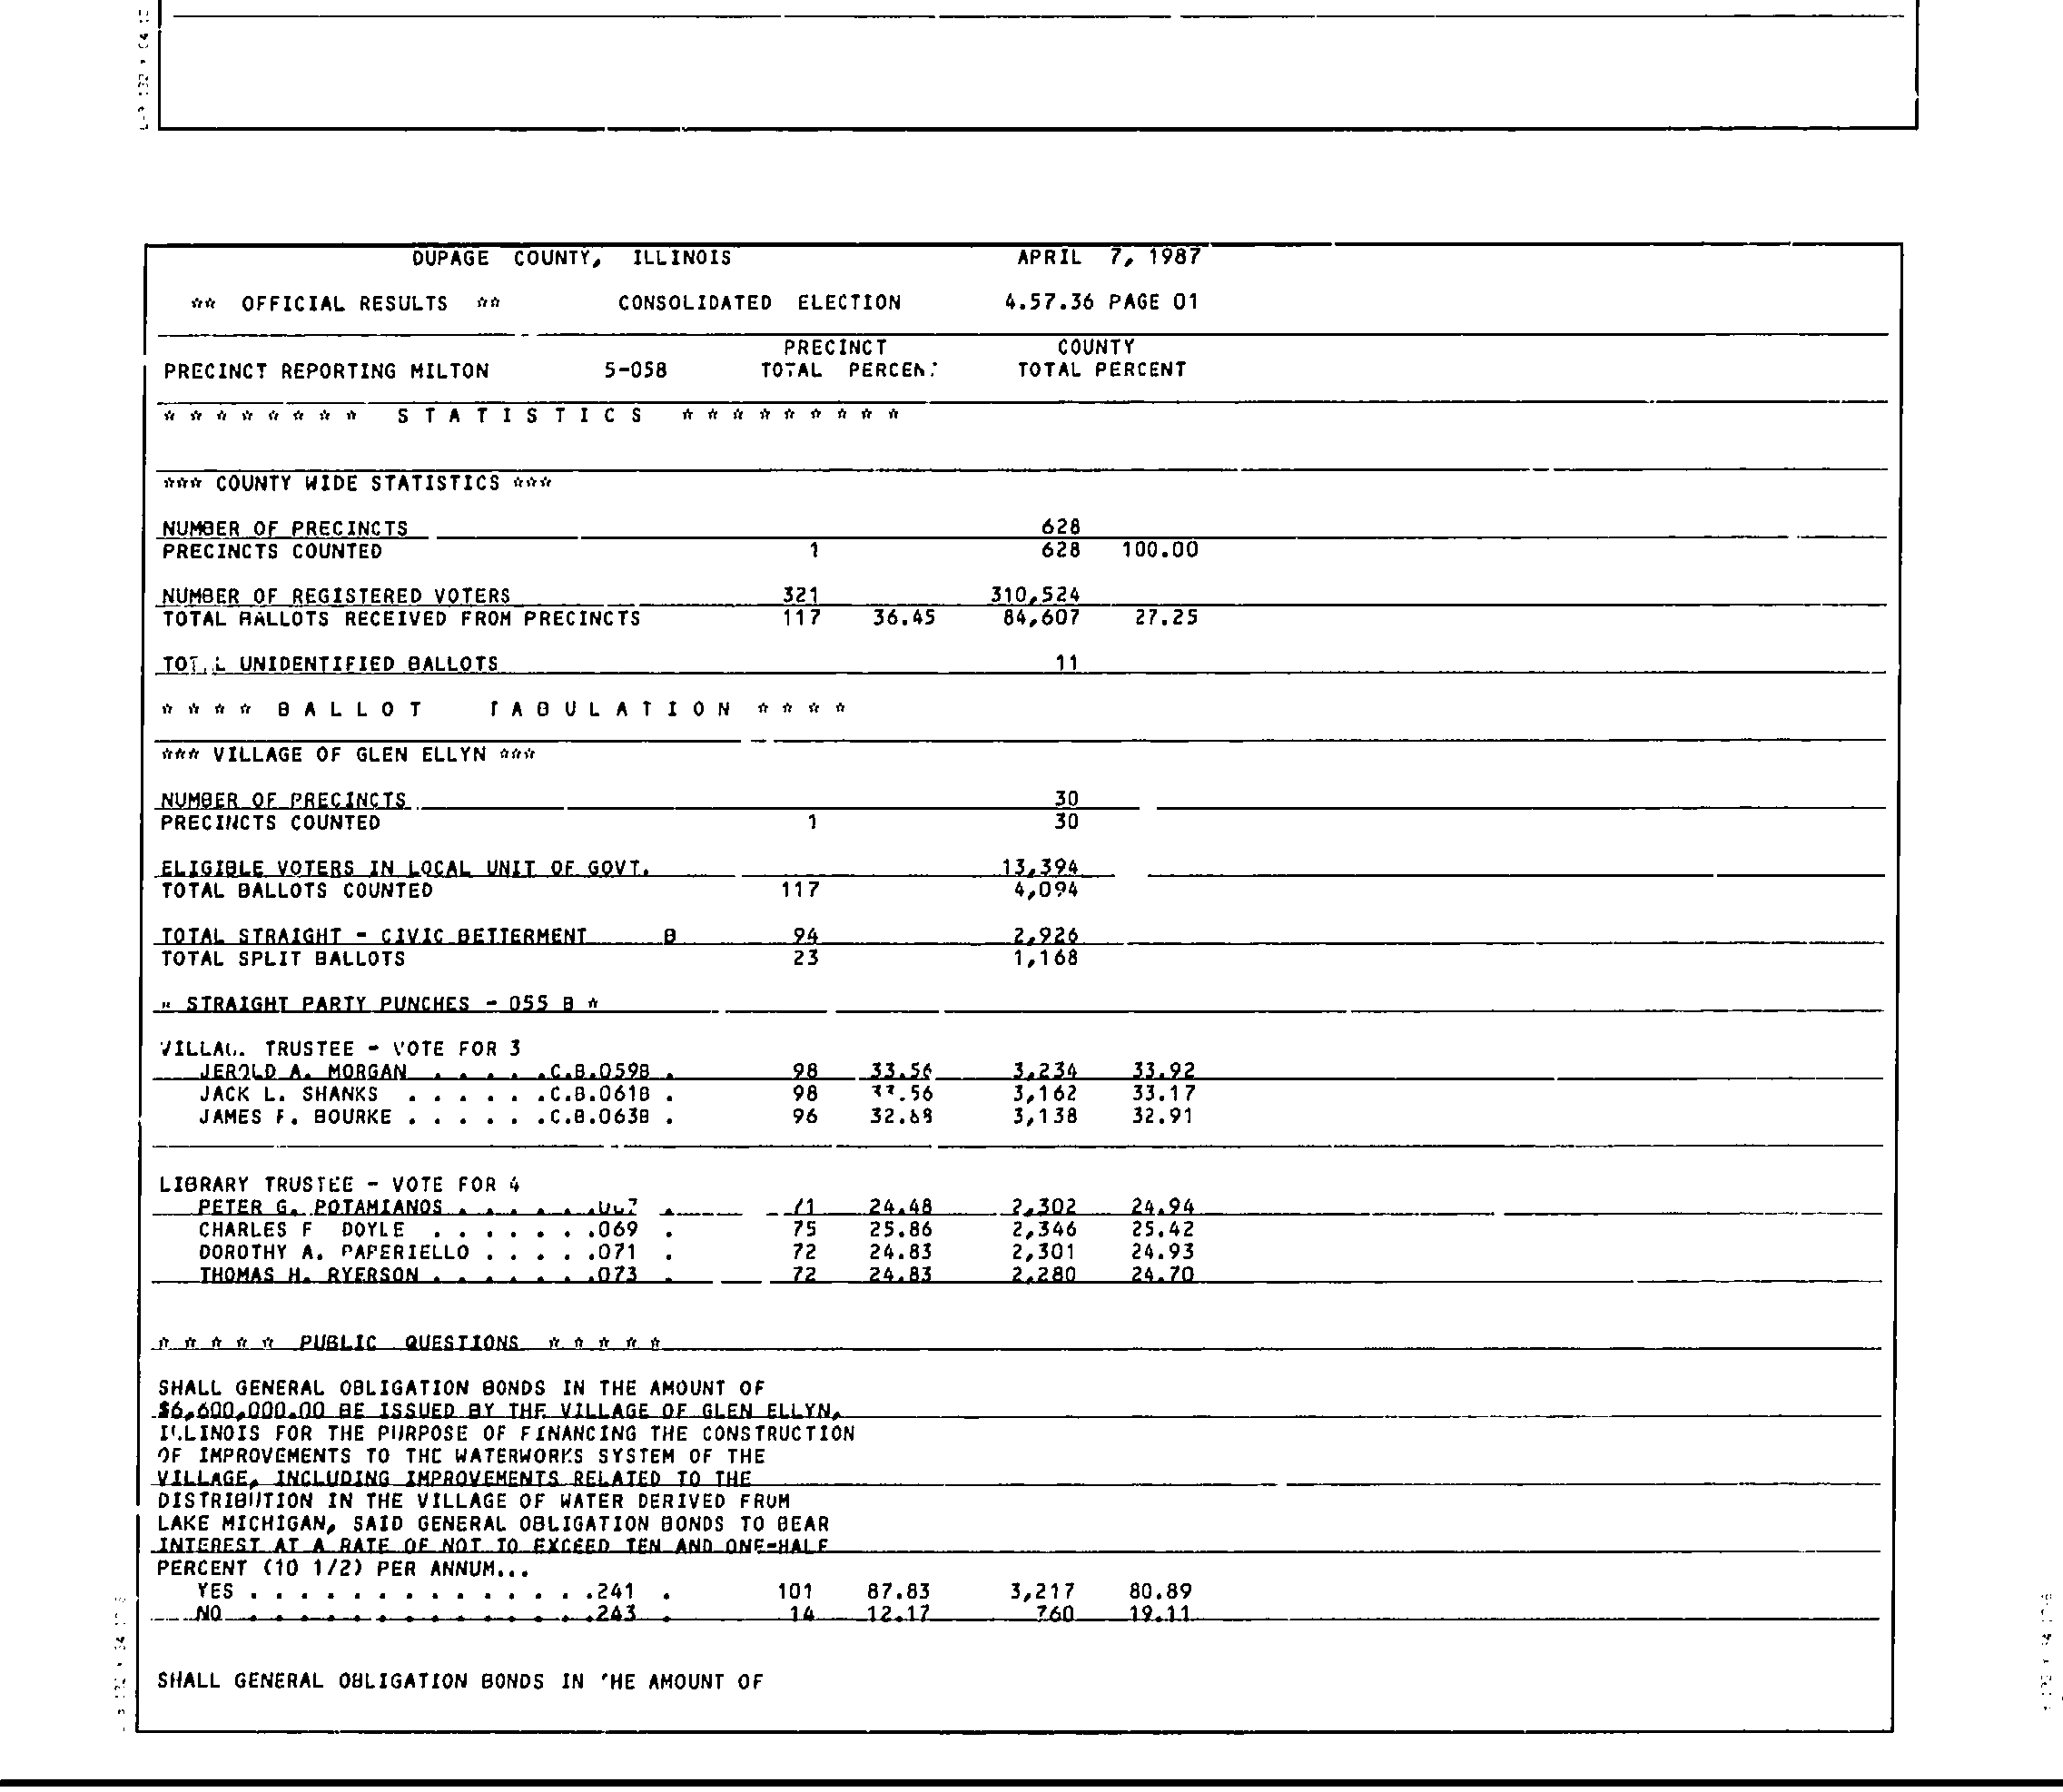 DUPAGE COUNTY, ILLINOIS APRIL 7, 1987
** OFFICIAL RESULTS ** CONSOLIDATED ELECTION 4.57.36 PAGE 01
PRECINCT COUNTY
PRECINCT REPORTING MILTON 5-058 TOTAL PERCENT TOTAL PERCENT
* * * * * * * * S T A T I S T I C S * * * * * * * * *
*** COUNTY WIDE STATISTICS ***
NUMBER OF PRECINCTS 628
PRECINCTS COUNTED 1 628 100.00
NUMBER OF REGISTERED VOTERS 321 310,524
TOTAL BALLOTS RECEIVED FROM PRECINCTS 117 36.45 84,607 27.25
TOTAL UNIDENTIFIED BALLOTS 11
* * * * B A L L O T T A B U L A T I O N * * * *
*** VILLAGE OF GLEN ELLYN ***
NUMBER OF PRECINCTS 30
PRECINCTS COUNTED 1 30
ELIGIBLE VOTERS IN LOCAL UNIT OF GOVT. 13,394
TOTAL BALLOTS COUNTED 117 4,094
TOTAL STRAIGHT - CIVIC BETTERMENT B 94 2,926
TOTAL SPLIT BALLOTS 23 1,168
* STRAIGHT PARTY PUNCHES - 055 B *
VILLAGE TRUSTEE - VOTE FOR 3
JEROLD A. MORGAN . . . . . .C.B.059B . 98 33.56 3,234 33.92
JACK L. SHANKS . . . . . .C.B.061B . 98 33.56 3,162 33.17
JAMES F. BOURKE . . . . . .C.B.063B . 96 32.88 3,138 32.91
LIBRARY TRUSTEE - VOTE FOR 4
PETER G. POTAMIANOS . . . . . .067 . 71 24.48 2,302 24.94
CHARLES F DOYLE . . . . . . .069 . 75 25.86 2,346 25.42
DOROTHY A. PAPERIELLO . . . . .071 . 72 24.83 2,301 24.93
THOMAS H. RYERSON . . . . . . .073 . 72 24.83 2,280 24.70
* * * * * PUBLIC QUESTIONS * * * * *
SHALL GENERAL OBLIGATION BONDS IN THE AMOUNT OF
$6,600,000.00 BE ISSUED BY THE VILLAGE OF GLEN ELLYN,
ILLINOIS FOR THE PURPOSE OF FINANCING THE CONSTRUCTION
OF IMPROVEMENTS TO THE WATERWORKS SYSTEM OF THE
VILLAGE, INCLUDING IMPROVEMENTS RELATED TO THE
DISTRIBUTION IN THE VILLAGE OF WATER DERIVED FROM
LAKE MICHIGAN, SAID GENERAL OBLIGATION BONDS TO BEAR
INTEREST AT A RATE OF NOT TO EXCEED TEN AND ONE-HALF
PERCENT (10 1/2) PER ANNUM...
YES . . . . . . . . . . . . . .241 . 101 87.83 3,217 80.89
NO . . . . . . . . . . . . . .243 . 14 12.17 760 19.11
SHALL GENERAL OBLIGATION BONDS IN THE AMOUNT OF